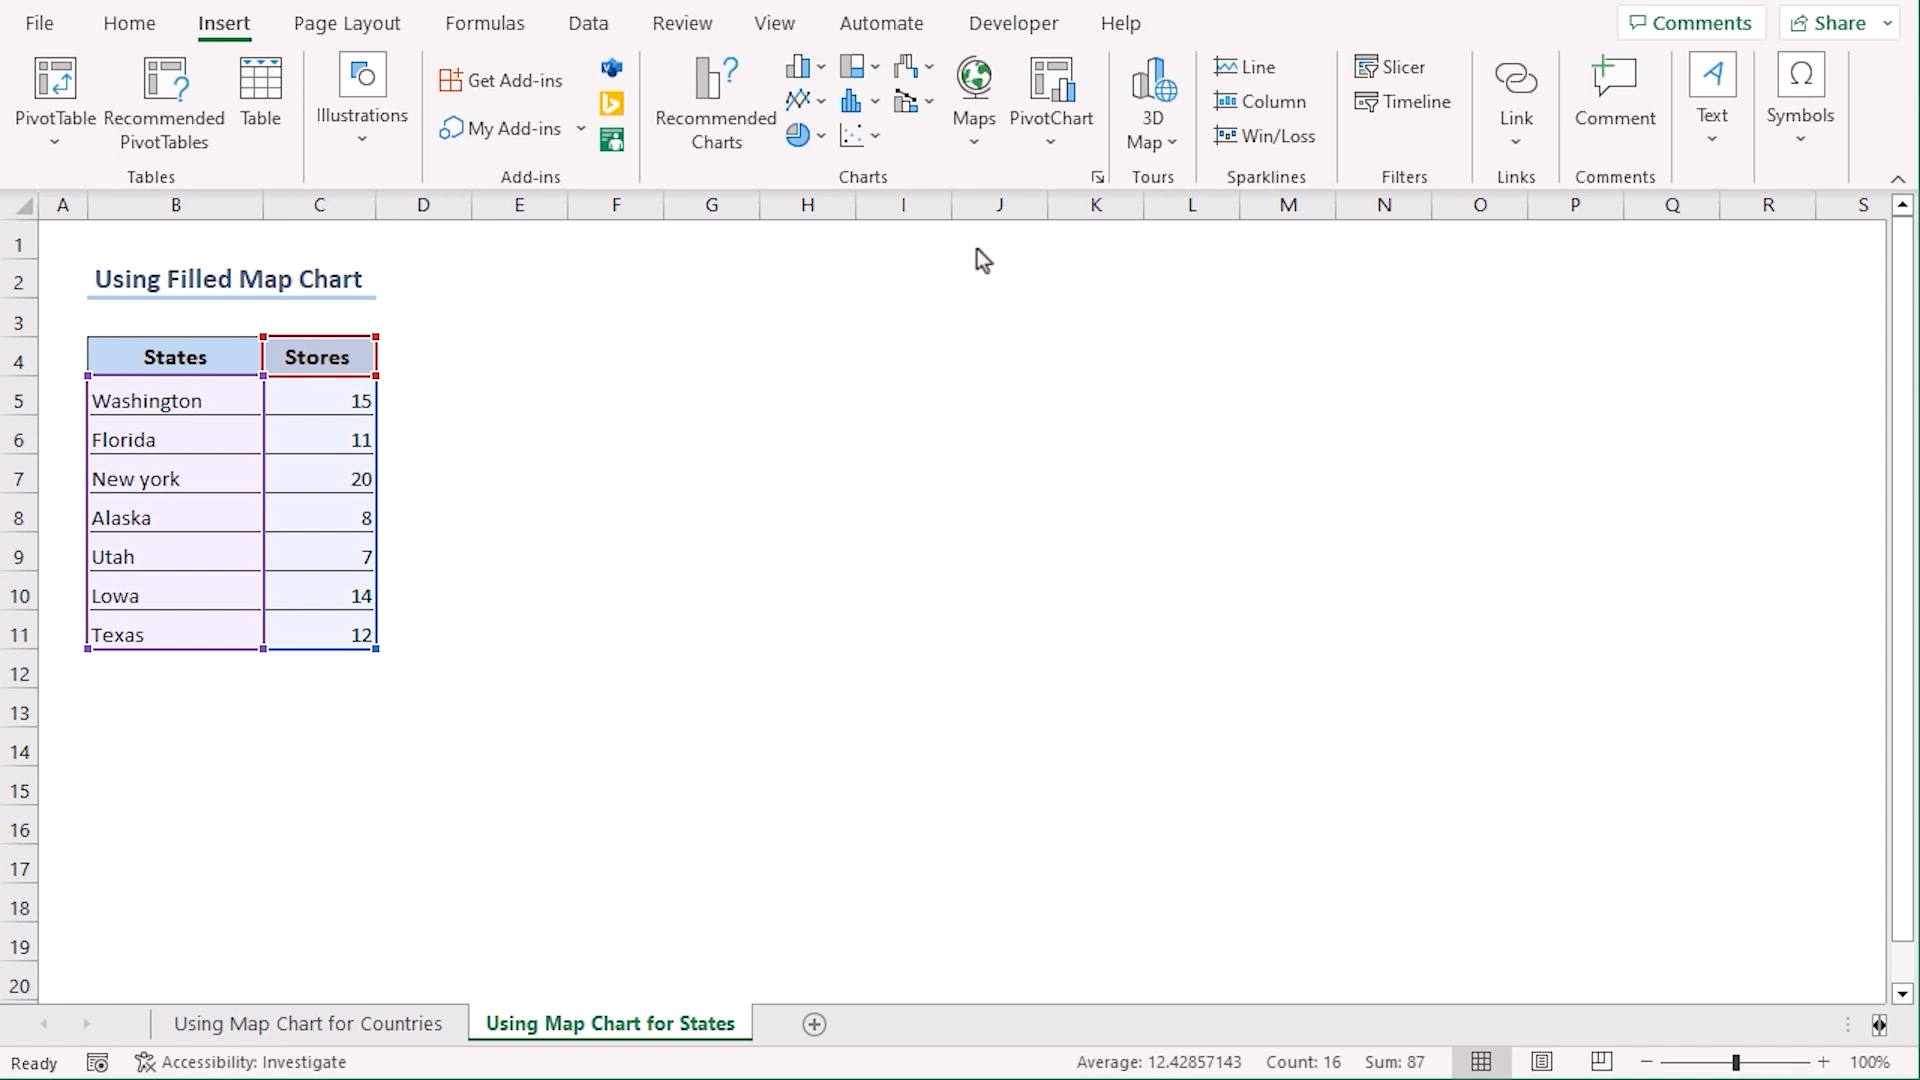 File Home Insert Page Layout Formulas Data Review View Automate Developer Help Comments Share
PivotTable
Recommended
PivotTables
Table
Tables
Illustrations
Get Add-ins
My Add-ins
Add-ins
Recommended
Charts
Maps
PivotChart
Charts
3D
Map
Tours
Line
Column
Win/Loss
Sparklines
Slicer
Timeline
Filters
Link
Links
Comment
Comments
Text
Symbols
A B C D E F G H I J K L M N O P Q R S
1
2 Using Filled Map Chart
3
4 States Stores
5 Washington 15
6 Florida 11
7 New york 20
8 Alaska 8
9 Utah 7
10 Lowa 14
11 Texas 12
12
13
14
15
16
17
18
19
20
Using Map Chart for Countries Using Map Chart for States
Ready Accessibility: Investigate Average: 12.42857143 Count: 16 Sum: 87 100%